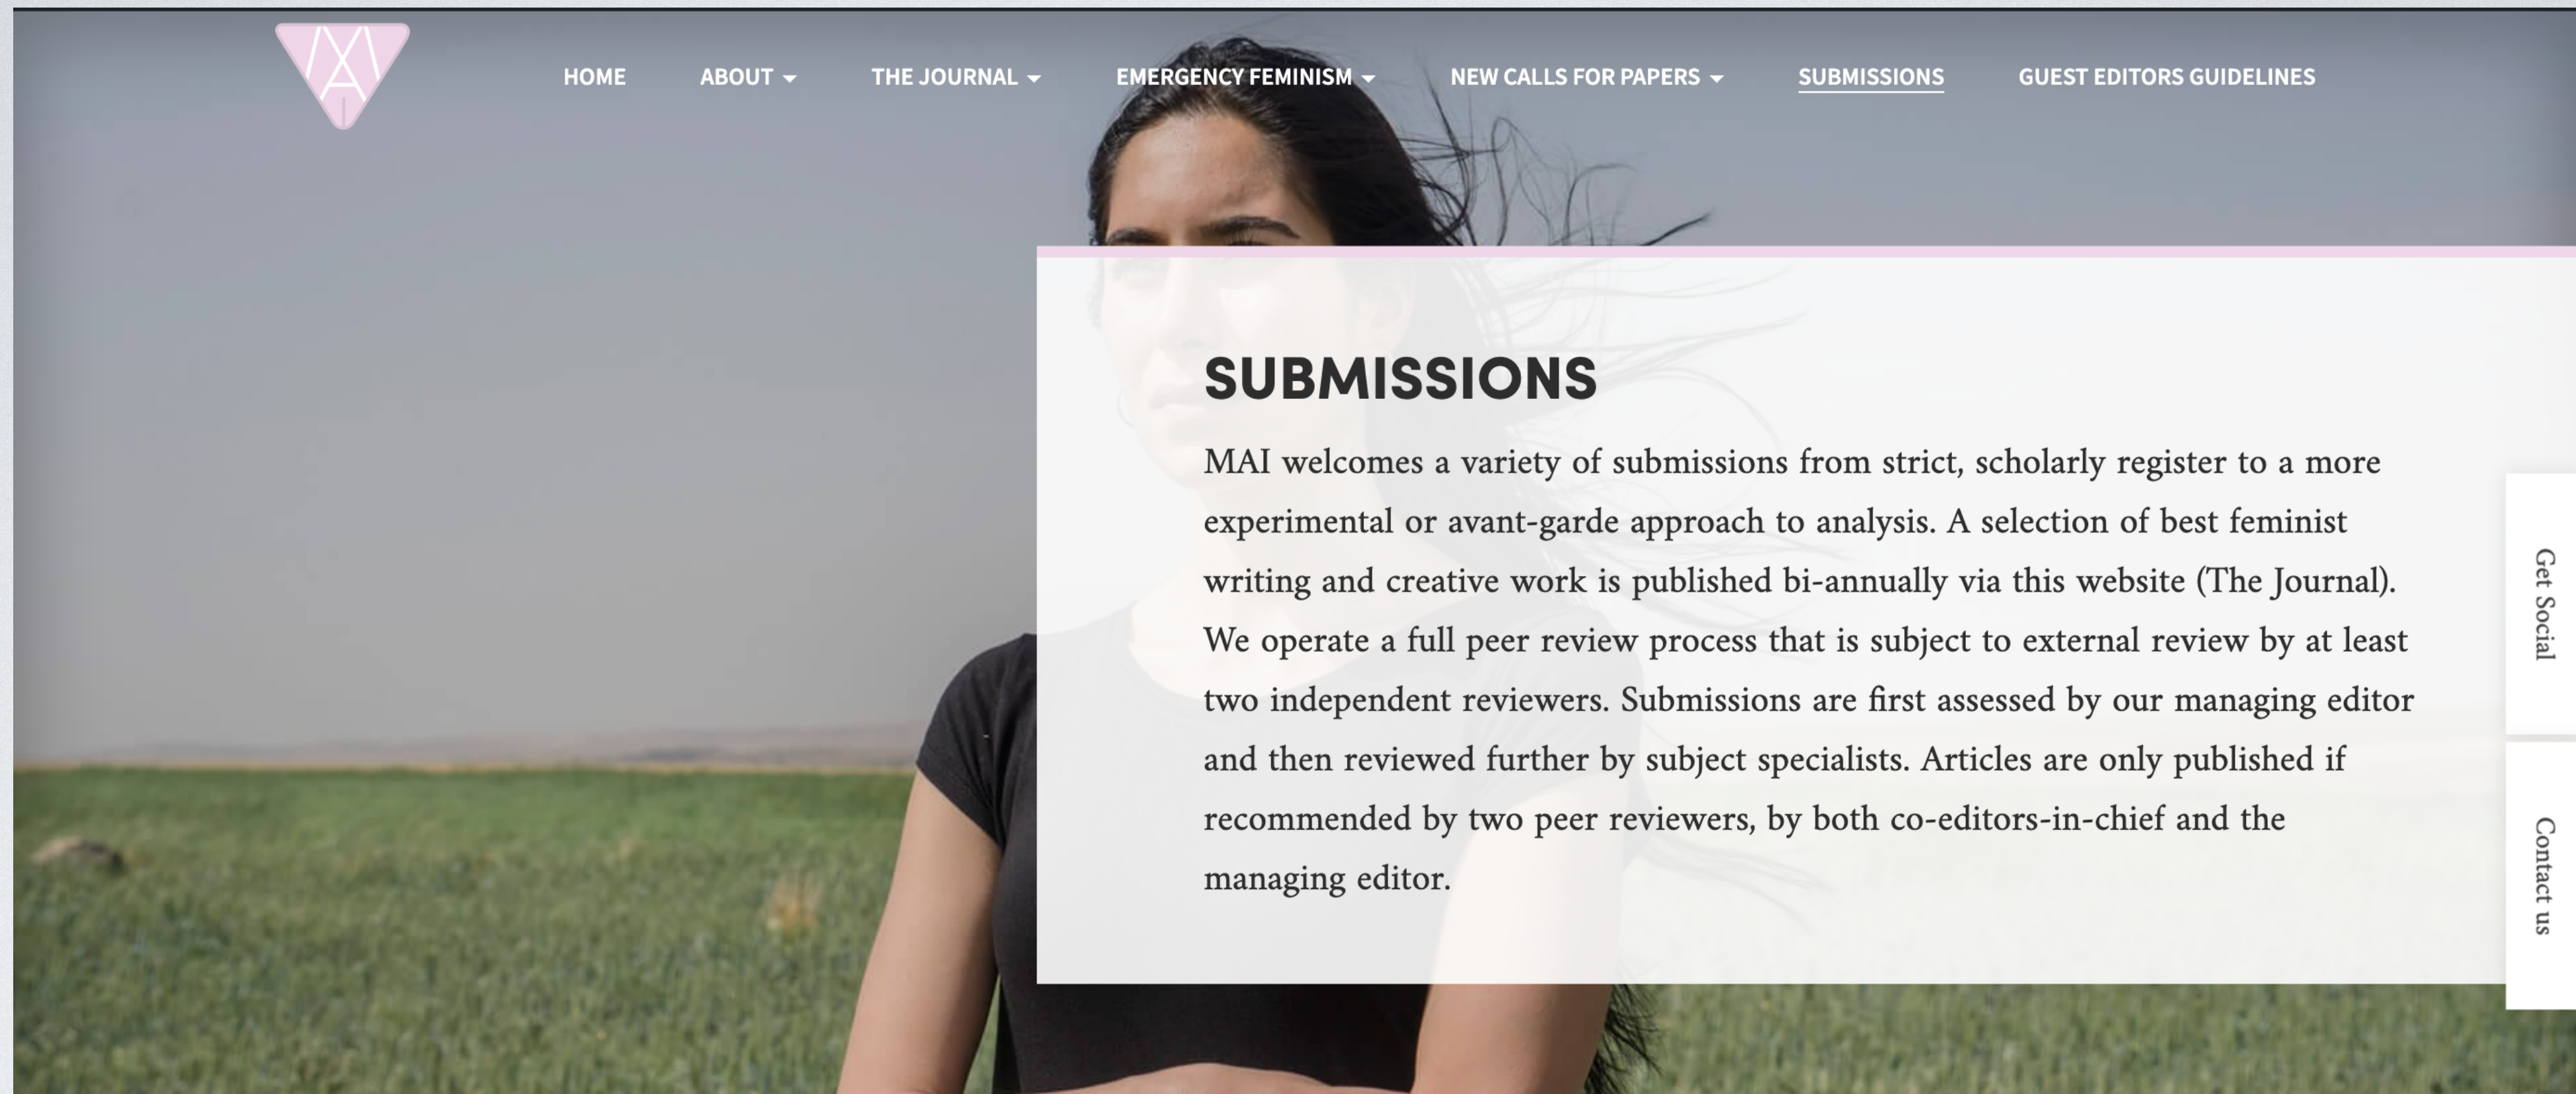 MAI
HOME
ABOUT
THE JOURNAL
EMERGENCY FEMINISM
NEW CALLS FOR PAPERS
SUBMISSIONS
GUEST EDITORS GUIDELINES
SUBMISSIONS
MAI welcomes a variety of submissions from strict, scholarly register to a more
experimental or avant-garde approach to analysis. A selection of best feminist
writing and creative work is published bi-annually via this website (The Journal).
We operate a full peer review process that is subject to external review by at least
two independent reviewers. Submissions are first assessed by our managing editor
and then reviewed further by subject specialists. Articles are only published if
recommended by two peer reviewers, by both co-editors-in-chief and the
managing editor.
Get Social
Contact us